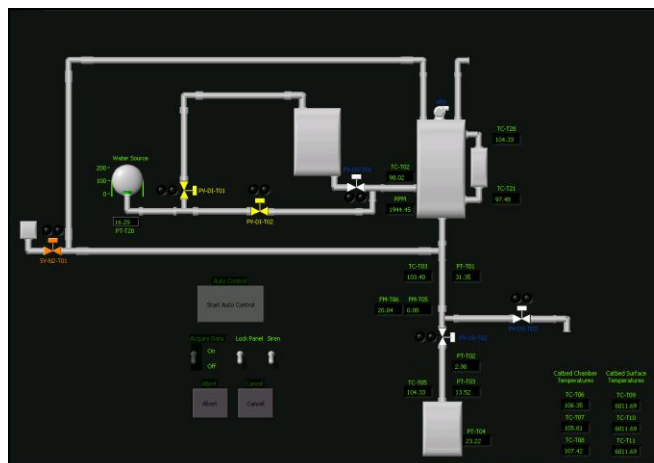 TC-T20
104.33
Water Source
TC-T02
98.02
200
100
0
PV-DI-T01
RPM
1944.45
TC-T21
97.48
16.29
PT-T20
PV-DI-T02
SV-N2-T01
TC-T03
103.48
PT-T01
31.35
Auto Control
Start Auto Control
FM-T06
20.84
FM-T05
0.00
Acquire Data
Lock Panel
Siren
On
Off
PT-T02
2.98
Abort
Cancel
TC-T05
104.33
PT-T03
13.52
Abort
Cancel
PT-T04
23.22
Catbed Chamber
Temperatures
Catbed Surface
Temperatures
TC-T06
106.35
TC-T09
6011.69
TC-T07
105.81
TC-T10
6011.69
TC-T08
107.42
TC-T11
6011.69